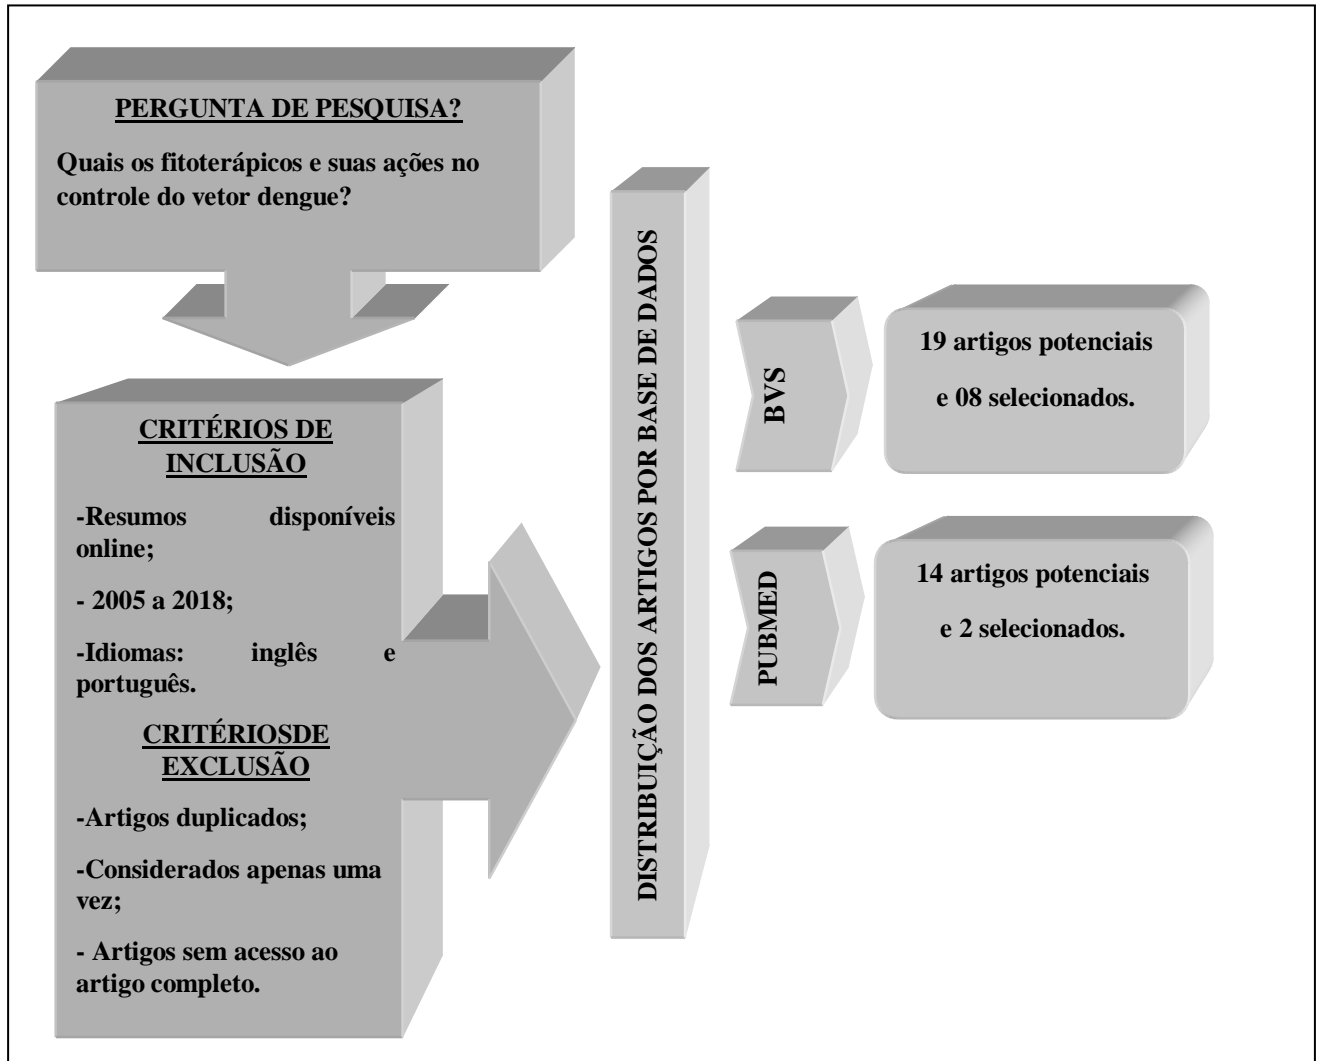 PERGUNTA DE PESQUISA?
Quais os fitoterápicos e suas ações no
controle do vetor dengue?
CRITÉRIOS DE
INCLUSÃO
-Resumos disponíveis
online;
- 2005 a 2018;
-Idiomas: inglês e
português.
CRITÉRIOSDE
EXCLUSÃO
-Artigos duplicados;
-Considerados apenas uma
vez;
- Artigos sem acesso ao
artigo completo.
DISTRIBUIÇÃO DOS ARTIGOS POR BASE DE DADOS
BVS
19 artigos potenciais
e 08 selecionados.
PUBMED
14 artigos potenciais
e 2 selecionados.